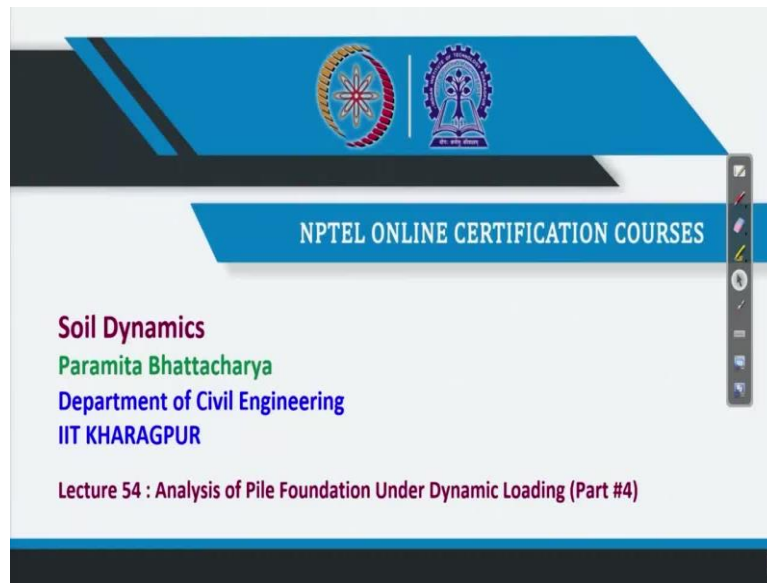 NPTEL ONLINE CERTIFICATION COURSES
Soil Dynamics
Paramita Bhattacharya
Department of Civil Engineering
IIT KHARAGPUR
Lecture 54 : Analysis of Pile Foundation Under Dynamic Loading (Part #4)